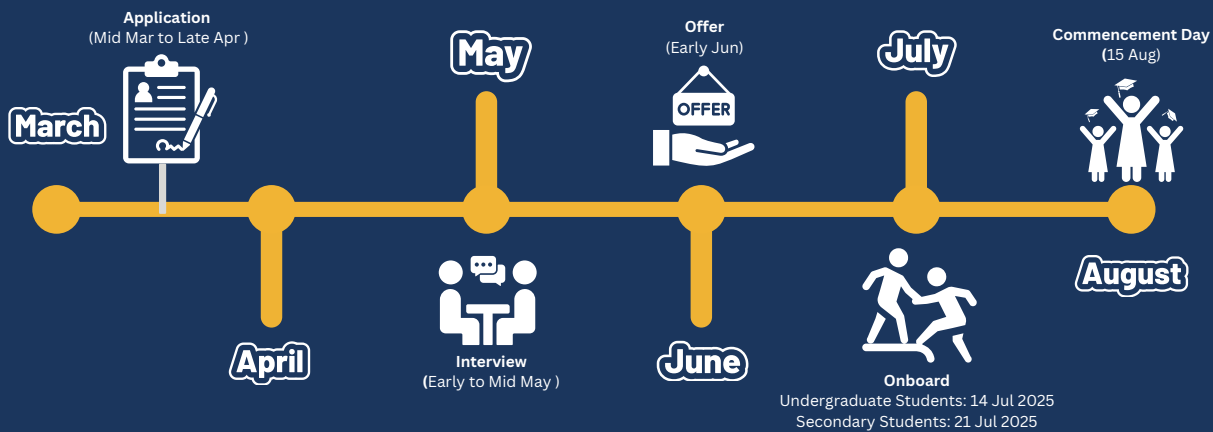 March
Application
(Mid Mar to Late Apr )
April
May
Interview
(Early to Mid May )
Offer
(Early Jun)
OFFER
June
July
Onboard
Undergraduate Students: 14 Jul 2025
Secondary Students: 21 Jul 2025
Commencement Day
(15 Aug)
August